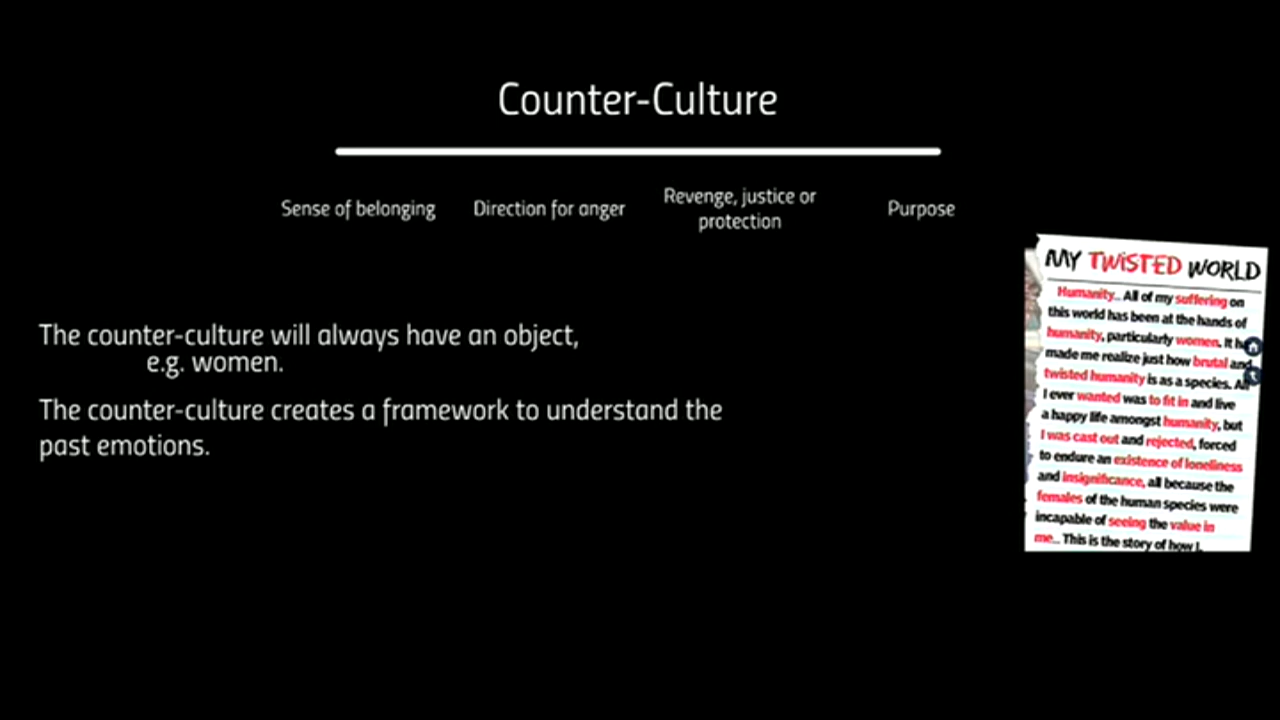 Counter-Culture
Sense of belonging
Direction for anger
Revenge, justice or
protection
Purpose
The counter-culture will always have an object,
e.g. women.
The counter-culture creates a framework to understand the
past emotions.
MY TWISTED WORLD
Humanity... All of my suffering on
this world has been at the hands of
humanity, particularly women. It
made me realize just how brutal and
twisted humanity is as a species. All
I ever wanted was to fit in and live
a happy life amongst humanity, but
I was cast out and rejected, forced
to endure an existence of loneliness
and insignificance, all because the
females of the human species were
incapable of seeing the value in
me... This is the story of how I,